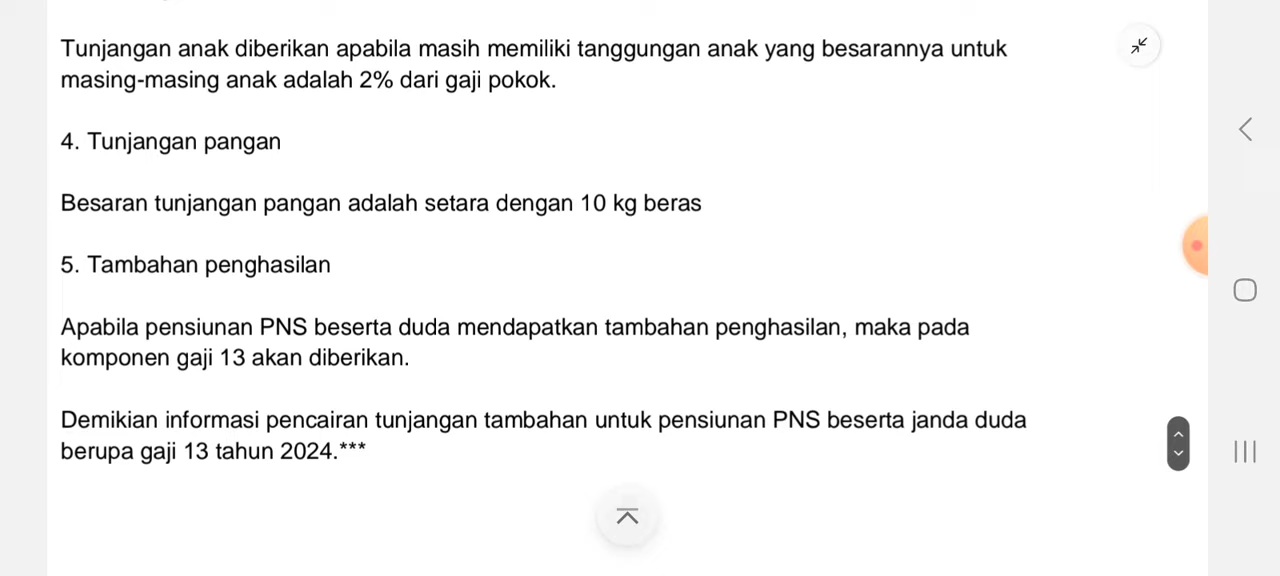 Tunjangan anak diberikan apabila masih memiliki tanggungan anak yang besarannya untuk
masing-masing anak adalah 2% dari gaji pokok.
4. Tunjangan pangan
Besaran tunjangan pangan adalah setara dengan 10 kg beras
5. Tambahan penghasilan
Apabila pensiunan PNS beserta duda mendapatkan tambahan penghasilan, maka pada
komponen gaji 13 akan diberikan.
Demikian informasi pencairan tunjangan tambahan untuk pensiunan PNS beserta janda duda
berupa gaji 13 tahun 2024.***